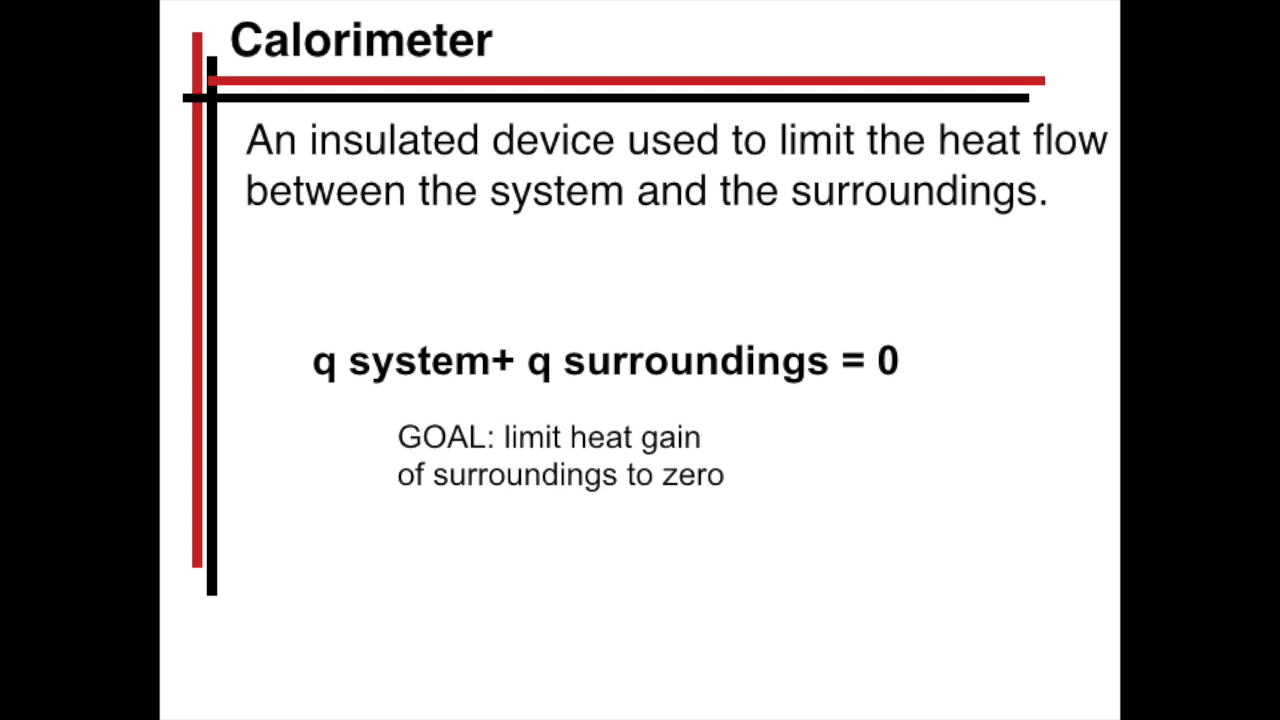 Calorimeter
An insulated device used to limit the heat flow
between the system and the surroundings.
q system+ q surroundings = 0
GOAL: limit heat gain
of surroundings to zero